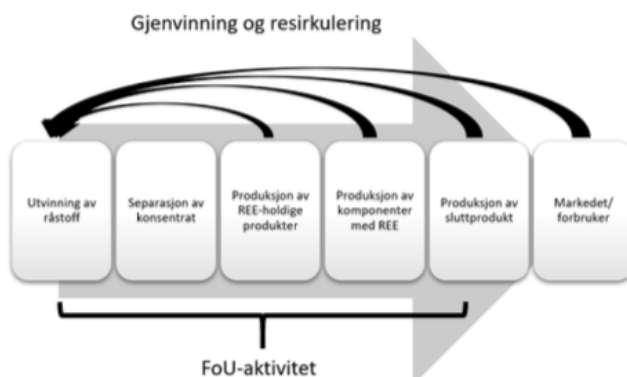 Gjenvinning og resirkulering
Utvinning av
råstoff
Separasjon av
konsentrat
Produksjon av
REE-holdige
produkter
Produksjon av
komponenter
med REE
Produksjon av
sluttprodukt
Markedet/
forbruker
FoU-aktivitet